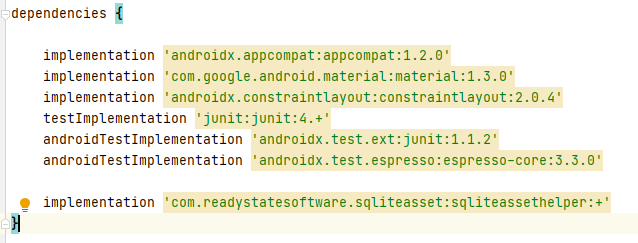 dependencies {
implementation 'androidx.appcompat:appcompat:1.2.0'
implementation 'com.google.android.material:material:1.3.0'
implementation 'androidx.constraintlayout:constraintlayout:2.0.4'
testImplementation 'junit:junit:4.+'
androidTestImplementation 'androidx.test.ext:junit:1.1.2'
androidTestImplementation 'androidx.test.espresso:espresso-core:3.3.0'
implementation 'com.readystatesoftware.sqliteasset:sqliteassethelper:+'
}